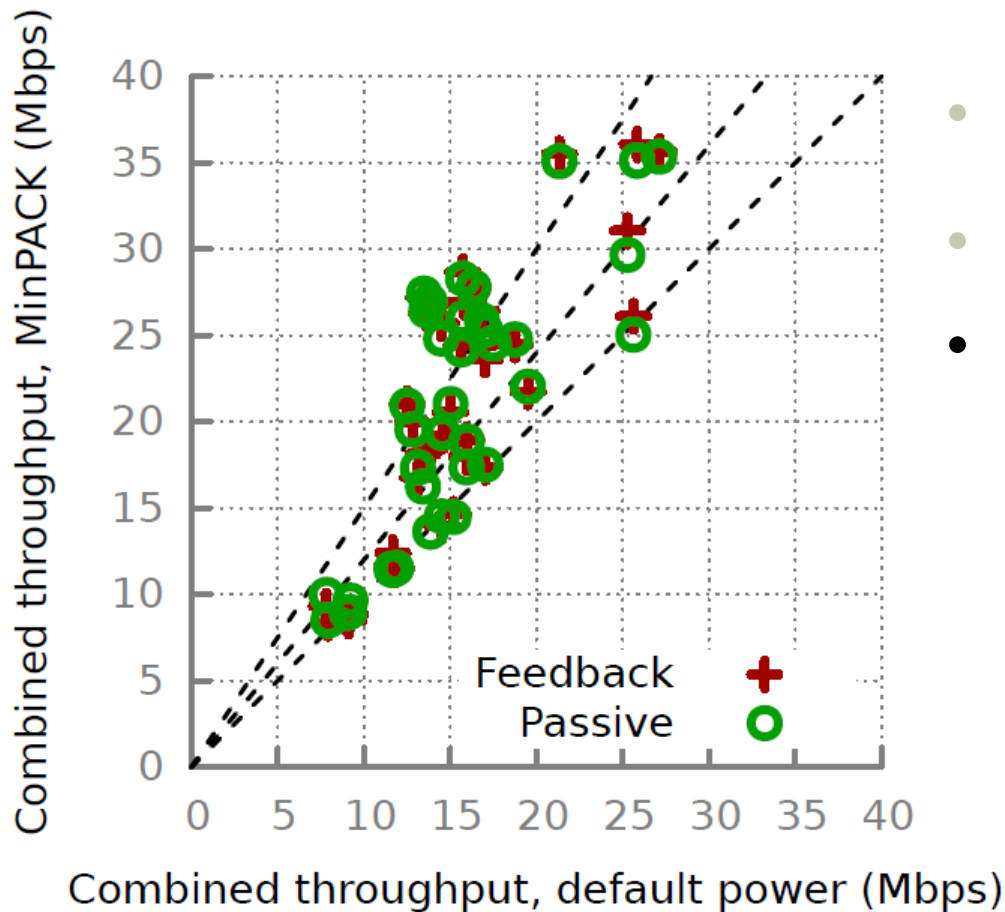 Combined throughput, MinPACK (Mbps)
40
35
30
25
20
15
10
5
0
Feedback
Passive
0 5 10 15 20 25 30 35 40
Combined throughput, default power (Mbps)